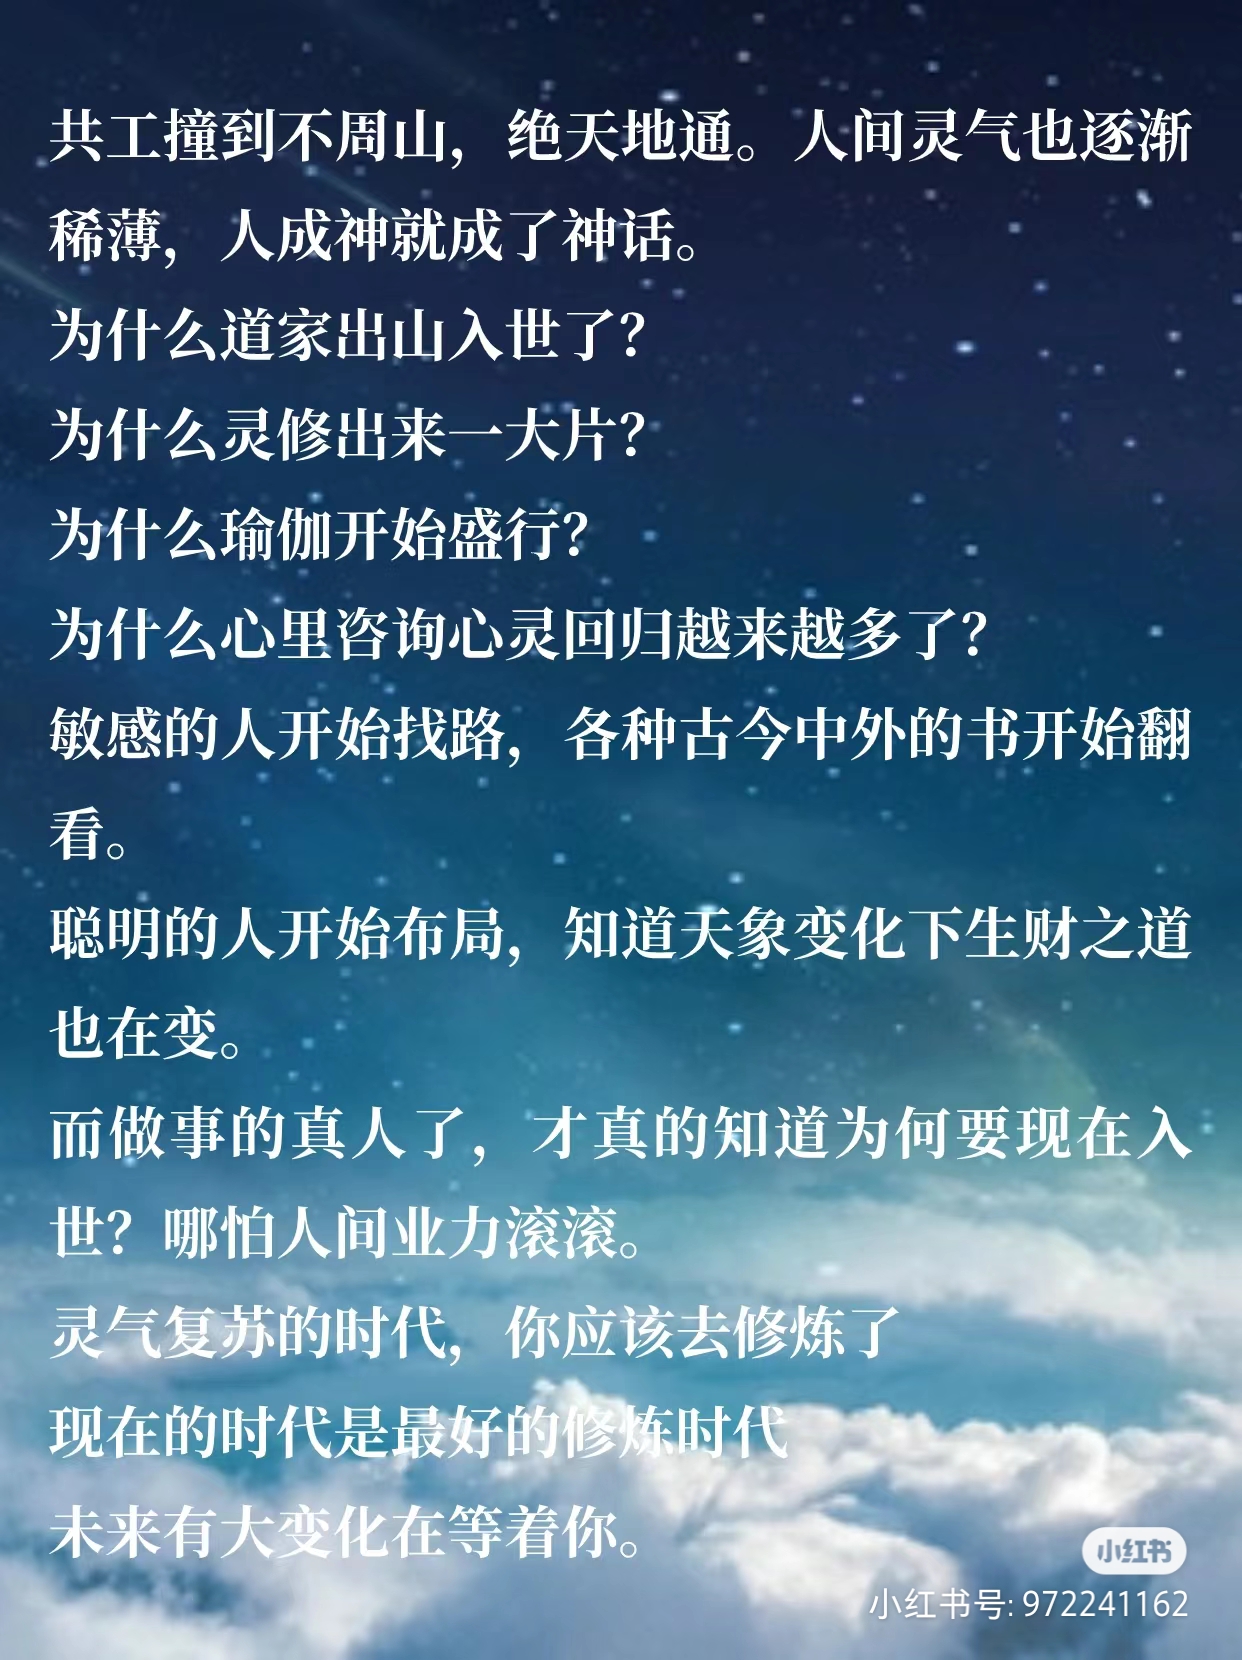 共工撞到不周山，绝天地通。人间灵气也逐渐
稀薄，人成神就成了神话。
为什么道家出山入世了？
为什么灵修出来一大片？
为什么瑜伽开始盛行？
为什么心里咨询心灵回归越来越多了？
敏感的人开始找路，各种古今中外的书开始翻
看。
聪明的人开始布局，知道天象变化下生财之道
也在变。
而做事的真人了，才真的知道为何要现在入
世？哪怕人间业力滚滚。
灵气复苏的时代，你应该去修炼了
现在的时代是最好的修炼时代
未来有大变化在等着你。
小红书
小红书号: 972241162